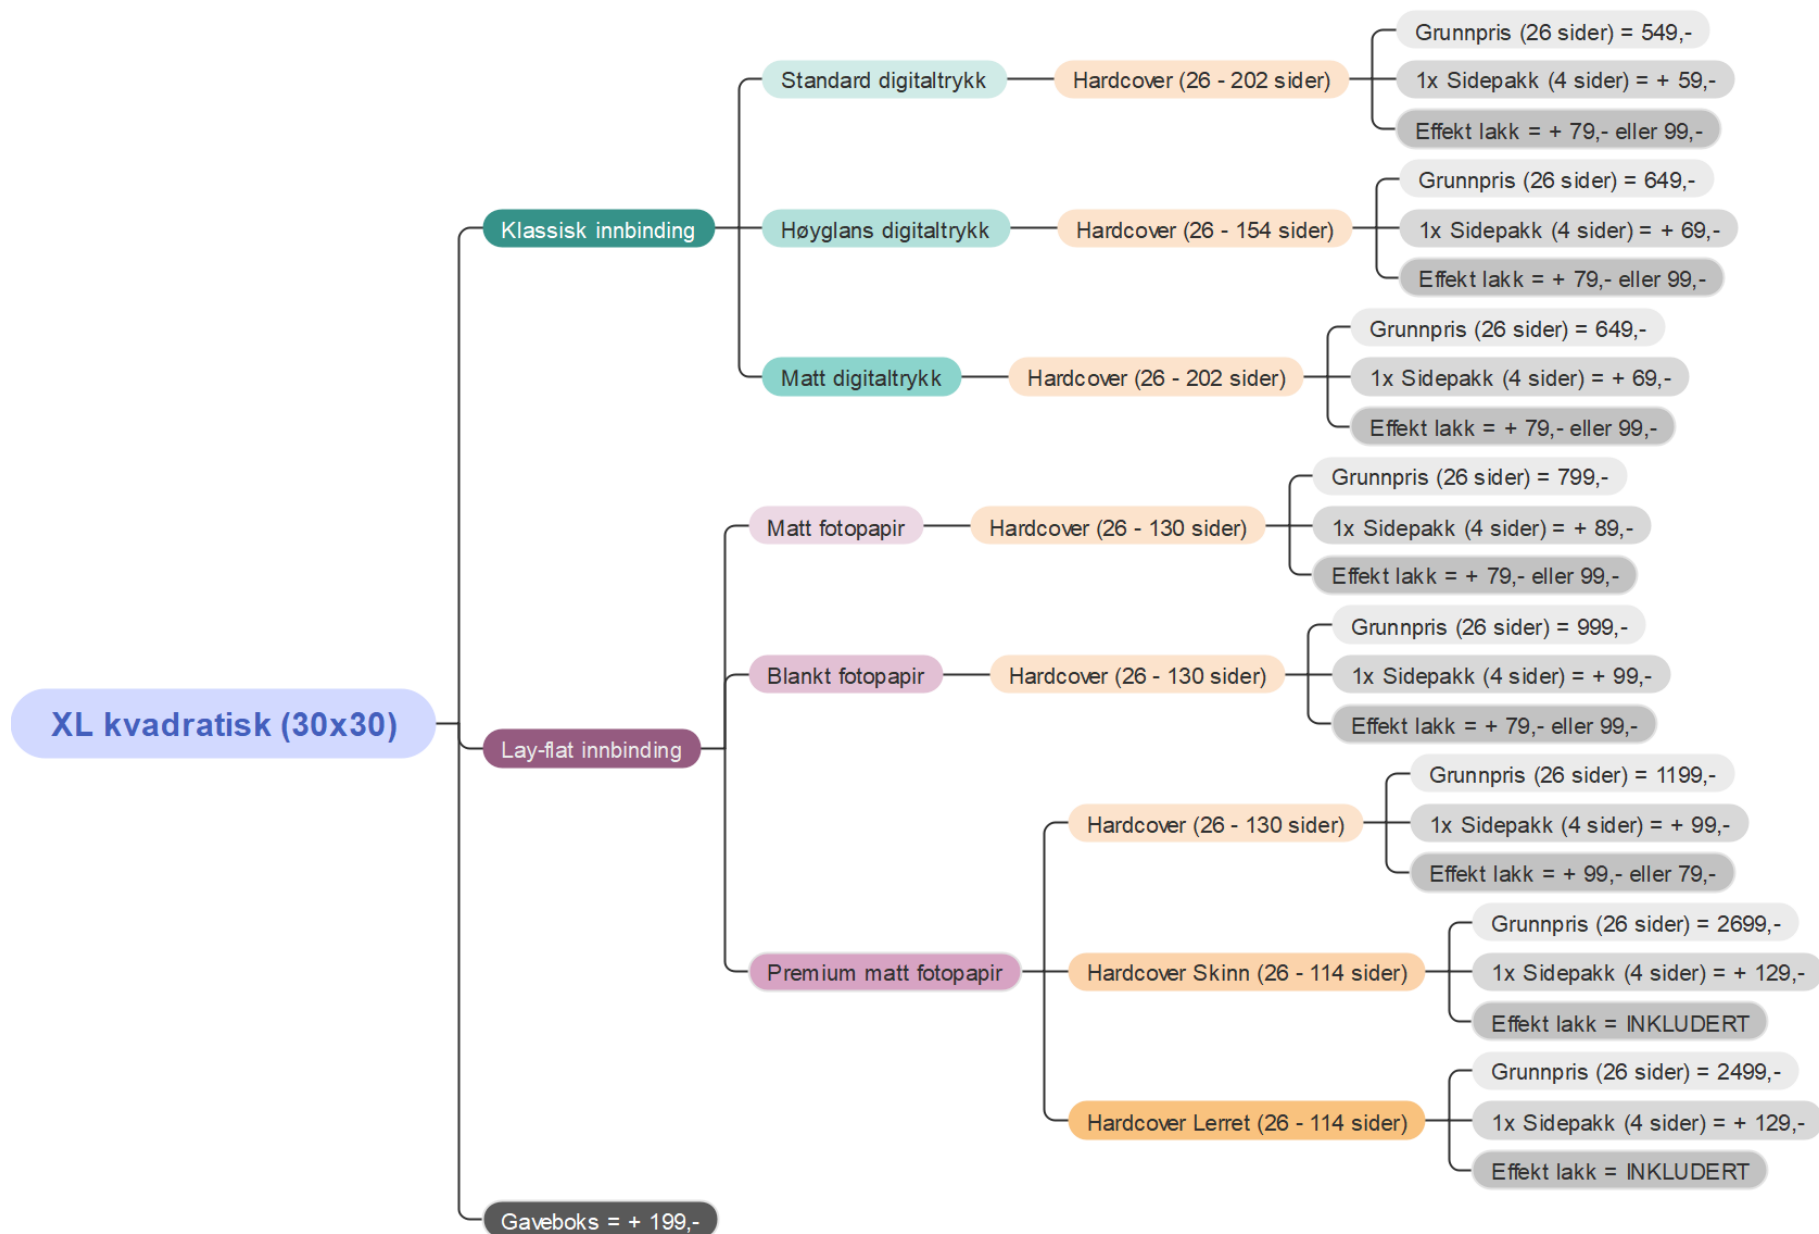 XL kvadratisk (30x30)
Klassisk innbinding
Standard digitaltrykk
Hardcover (26 - 202 sider)
Grunnpris (26 sider) = 549,-
1x Sidepakk (4 sider) = + 59,-
Effekt lakk = + 79,- eller 99,-
Høyglans digitaltrykk
Hardcover (26 - 154 sider)
Grunnpris (26 sider) = 649,-
1x Sidepakk (4 sider) = + 69,-
Effekt lakk = + 79,- eller 99,-
Matt digitaltrykk
Hardcover (26 - 202 sider)
Grunnpris (26 sider) = 649,-
1x Sidepakk (4 sider) = + 69,-
Effekt lakk = + 79,- eller 99,-
Lay-flat innbinding
Matt fotopapir
Hardcover (26 - 130 sider)
Grunnpris (26 sider) = 799,-
1x Sidepakk (4 sider) = + 89,-
Effekt lakk = + 79,- eller 99,-
Blankt fotopapir
Hardcover (26 - 130 sider)
Grunnpris (26 sider) = 999,-
1x Sidepakk (4 sider) = + 99,-
Effekt lakk = + 79,- eller 99,-
Premium matt fotopapir
Hardcover (26 - 130 sider)
Grunnpris (26 sider) = 1199,-
1x Sidepakk (4 sider) = + 99,-
Effekt lakk = + 99,- eller 79,-
Hardcover Skinn (26 - 114 sider)
Grunnpris (26 sider) = 2699,-
1x Sidepakk (4 sider) = + 129,-
Effekt lakk = INKLUDERT
Hardcover Lerret (26 - 114 sider)
Grunnpris (26 sider) = 2499,-
1x Sidepakk (4 sider) = + 129,-
Effekt lakk = INKLUDERT
Gaveboks = + 199,-